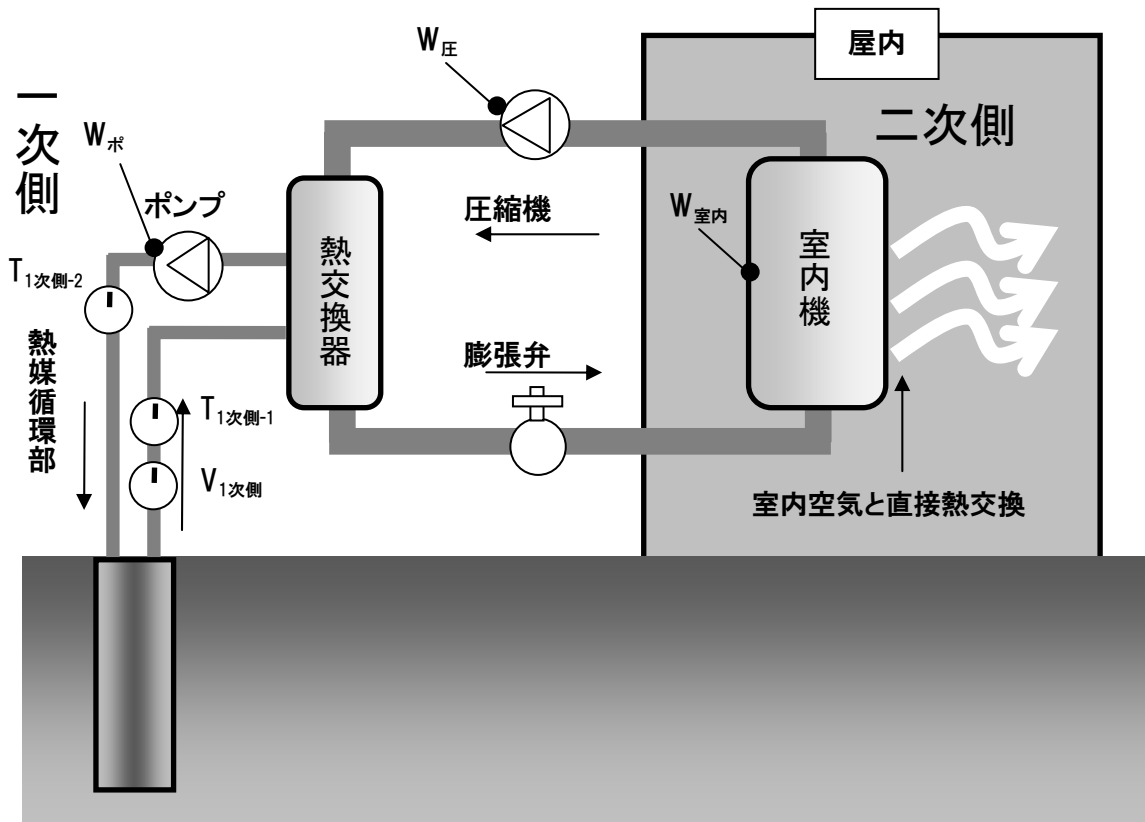 一次側
W圧
屋内
二次側
Wポ
ポンプ
圧縮機
W室内
T1次側-2
熱交換器
室内機
熱媒循環部
膨張弁
T1次側-1
V1次側
室内空気と直接熱交換